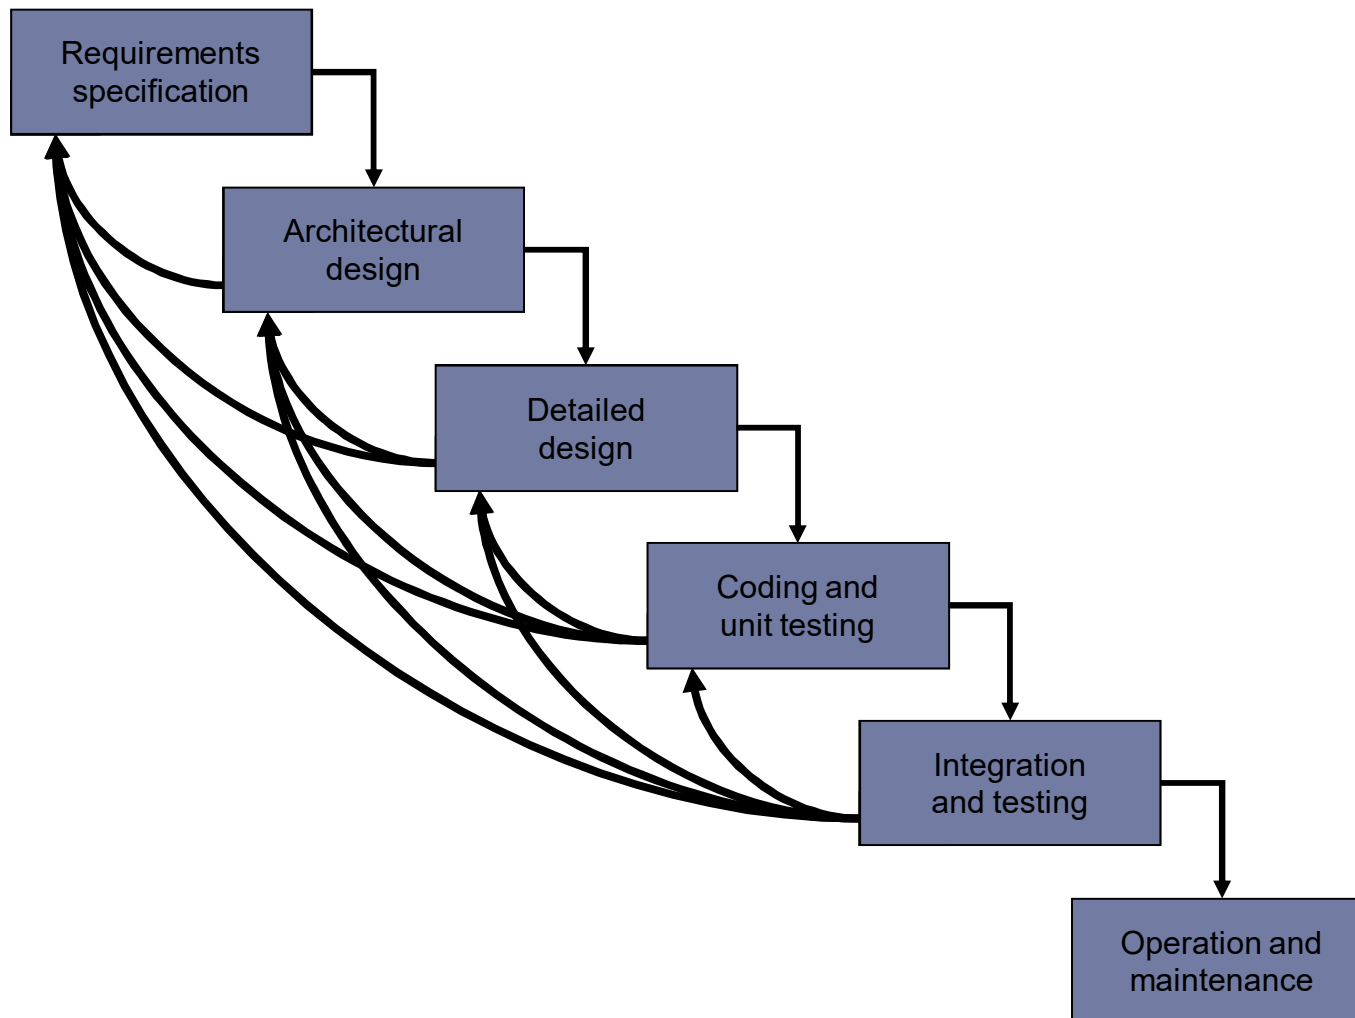 Requirements
specification
Architectural
design
Detailed
design
Coding and
unit testing
Integration
and testing
Operation and
maintenance